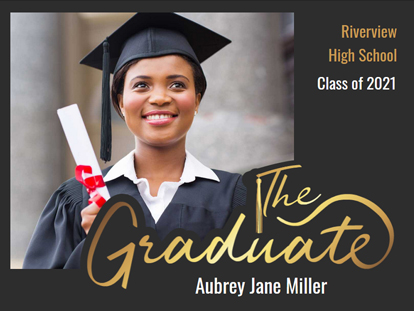 Riverview
High School
Class of 2021
The
Graduate
Aubrey Jane Miller